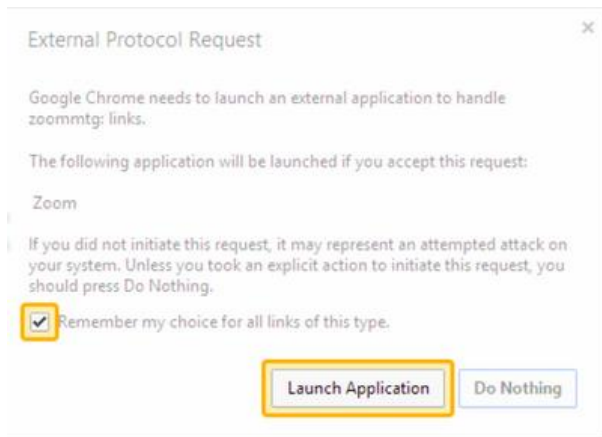 External Protocol Request
Google Chrome needs to launch an external application to handle
zoommtg: links.
The following application will be launched if you accept this request:
Zoom
If you did not initiate this request, it may represent an attempted attack on
your system. Unless you took an explicit action to initiate this request, you
should press Do Nothing.
Remember my choice for all links of this type.
Launch Application Do Nothing